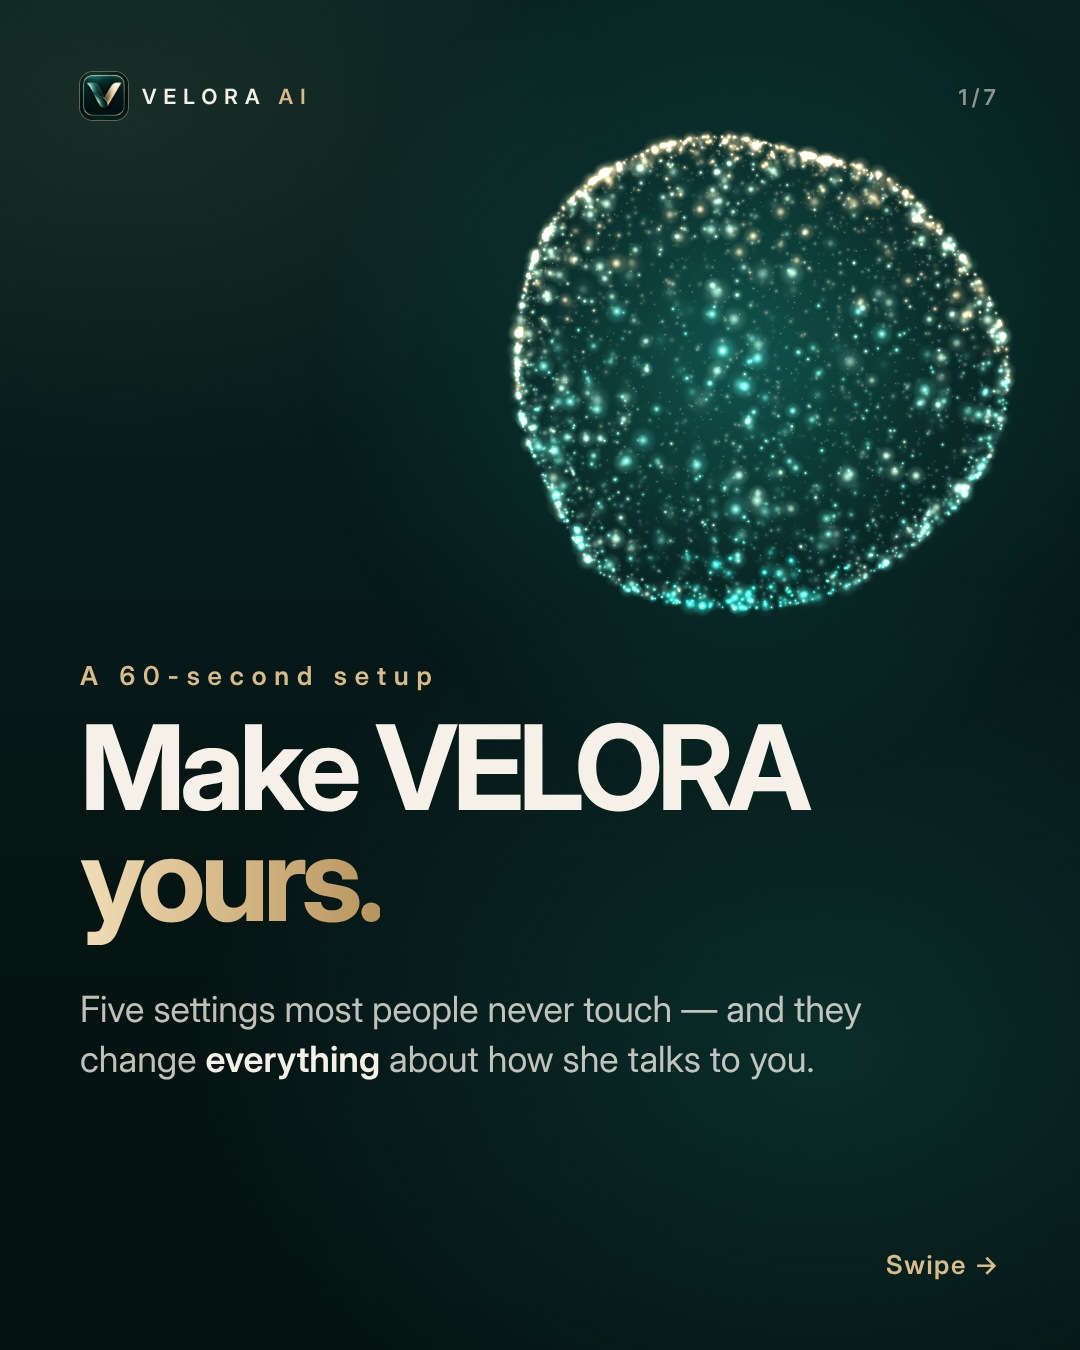 VELORA AI
1/7
A 60-second setup
Make VELORA
yours.
Five settings most people never touch — and they
change everything about how she talks to you.
Swipe →